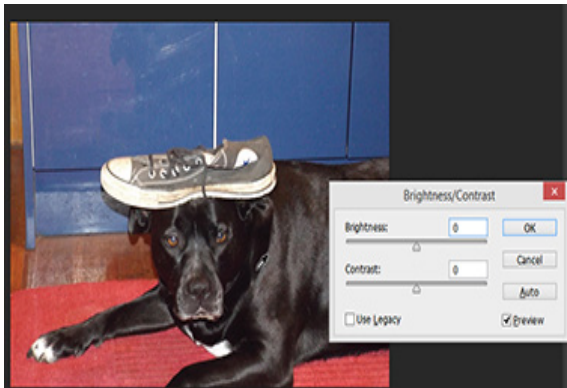 Brightness/Contrast
Brightness: 0 OK
Cancel
Contrast: 0
Auto
Use Legacy Preview